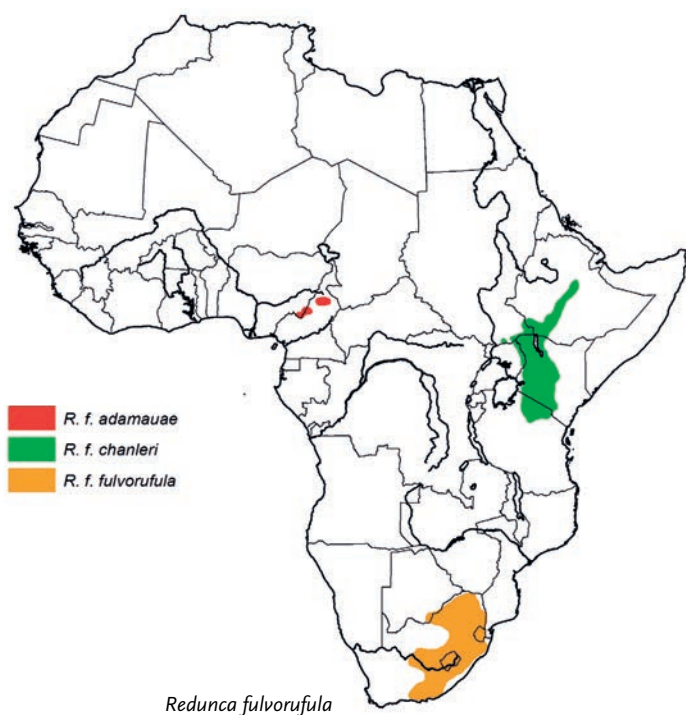 R. f. adamauae
R. f. chanleri
R. f. fulvorufula
Redunca fulvorufula